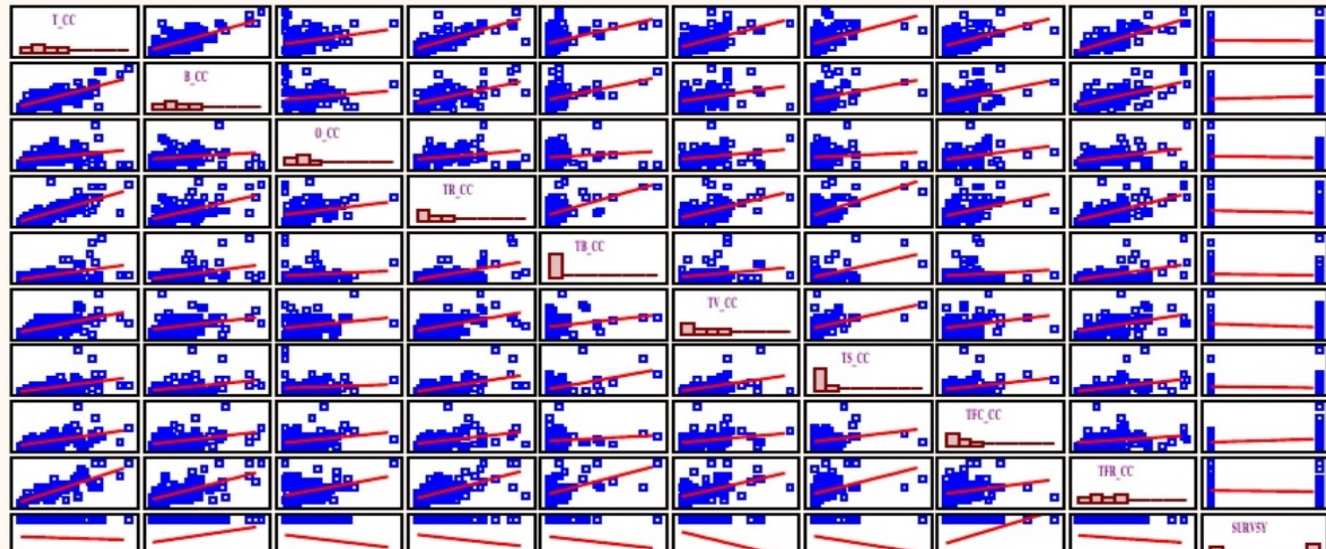 T_CC
B_CC
O_CC
TR_CC
TB_CC
TV_CC
TS_CC
TFC_CC
TFR_CC
SURV5Y